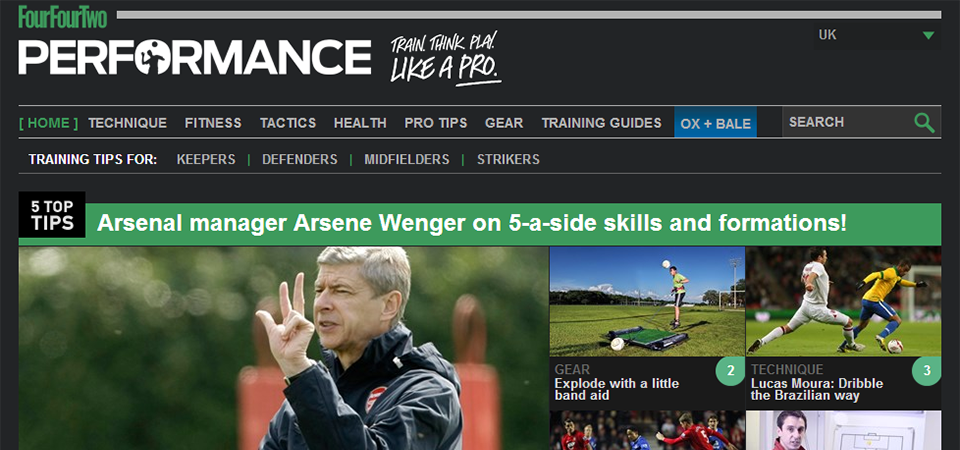 FourFourTwo
PERFORMANCE
TRAIN. THINK. PLAY.
LIKE A PRO.
UK
[ HOME ] TECHNIQUE FITNESS TACTICS HEALTH PRO TIPS GEAR TRAINING GUIDES OX + BALE SEARCH
TRAINING TIPS FOR: KEEPERS | DEFENDERS | MIDFIELDERS | STRIKERS
5 TOP
TIPS
Arsenal manager Arsene Wenger on 5-a-side skills and formations!
GEAR
Explode with a little
band aid
2
TECHNIQUE
Lucas Moura: Dribble
the Brazilian way
3